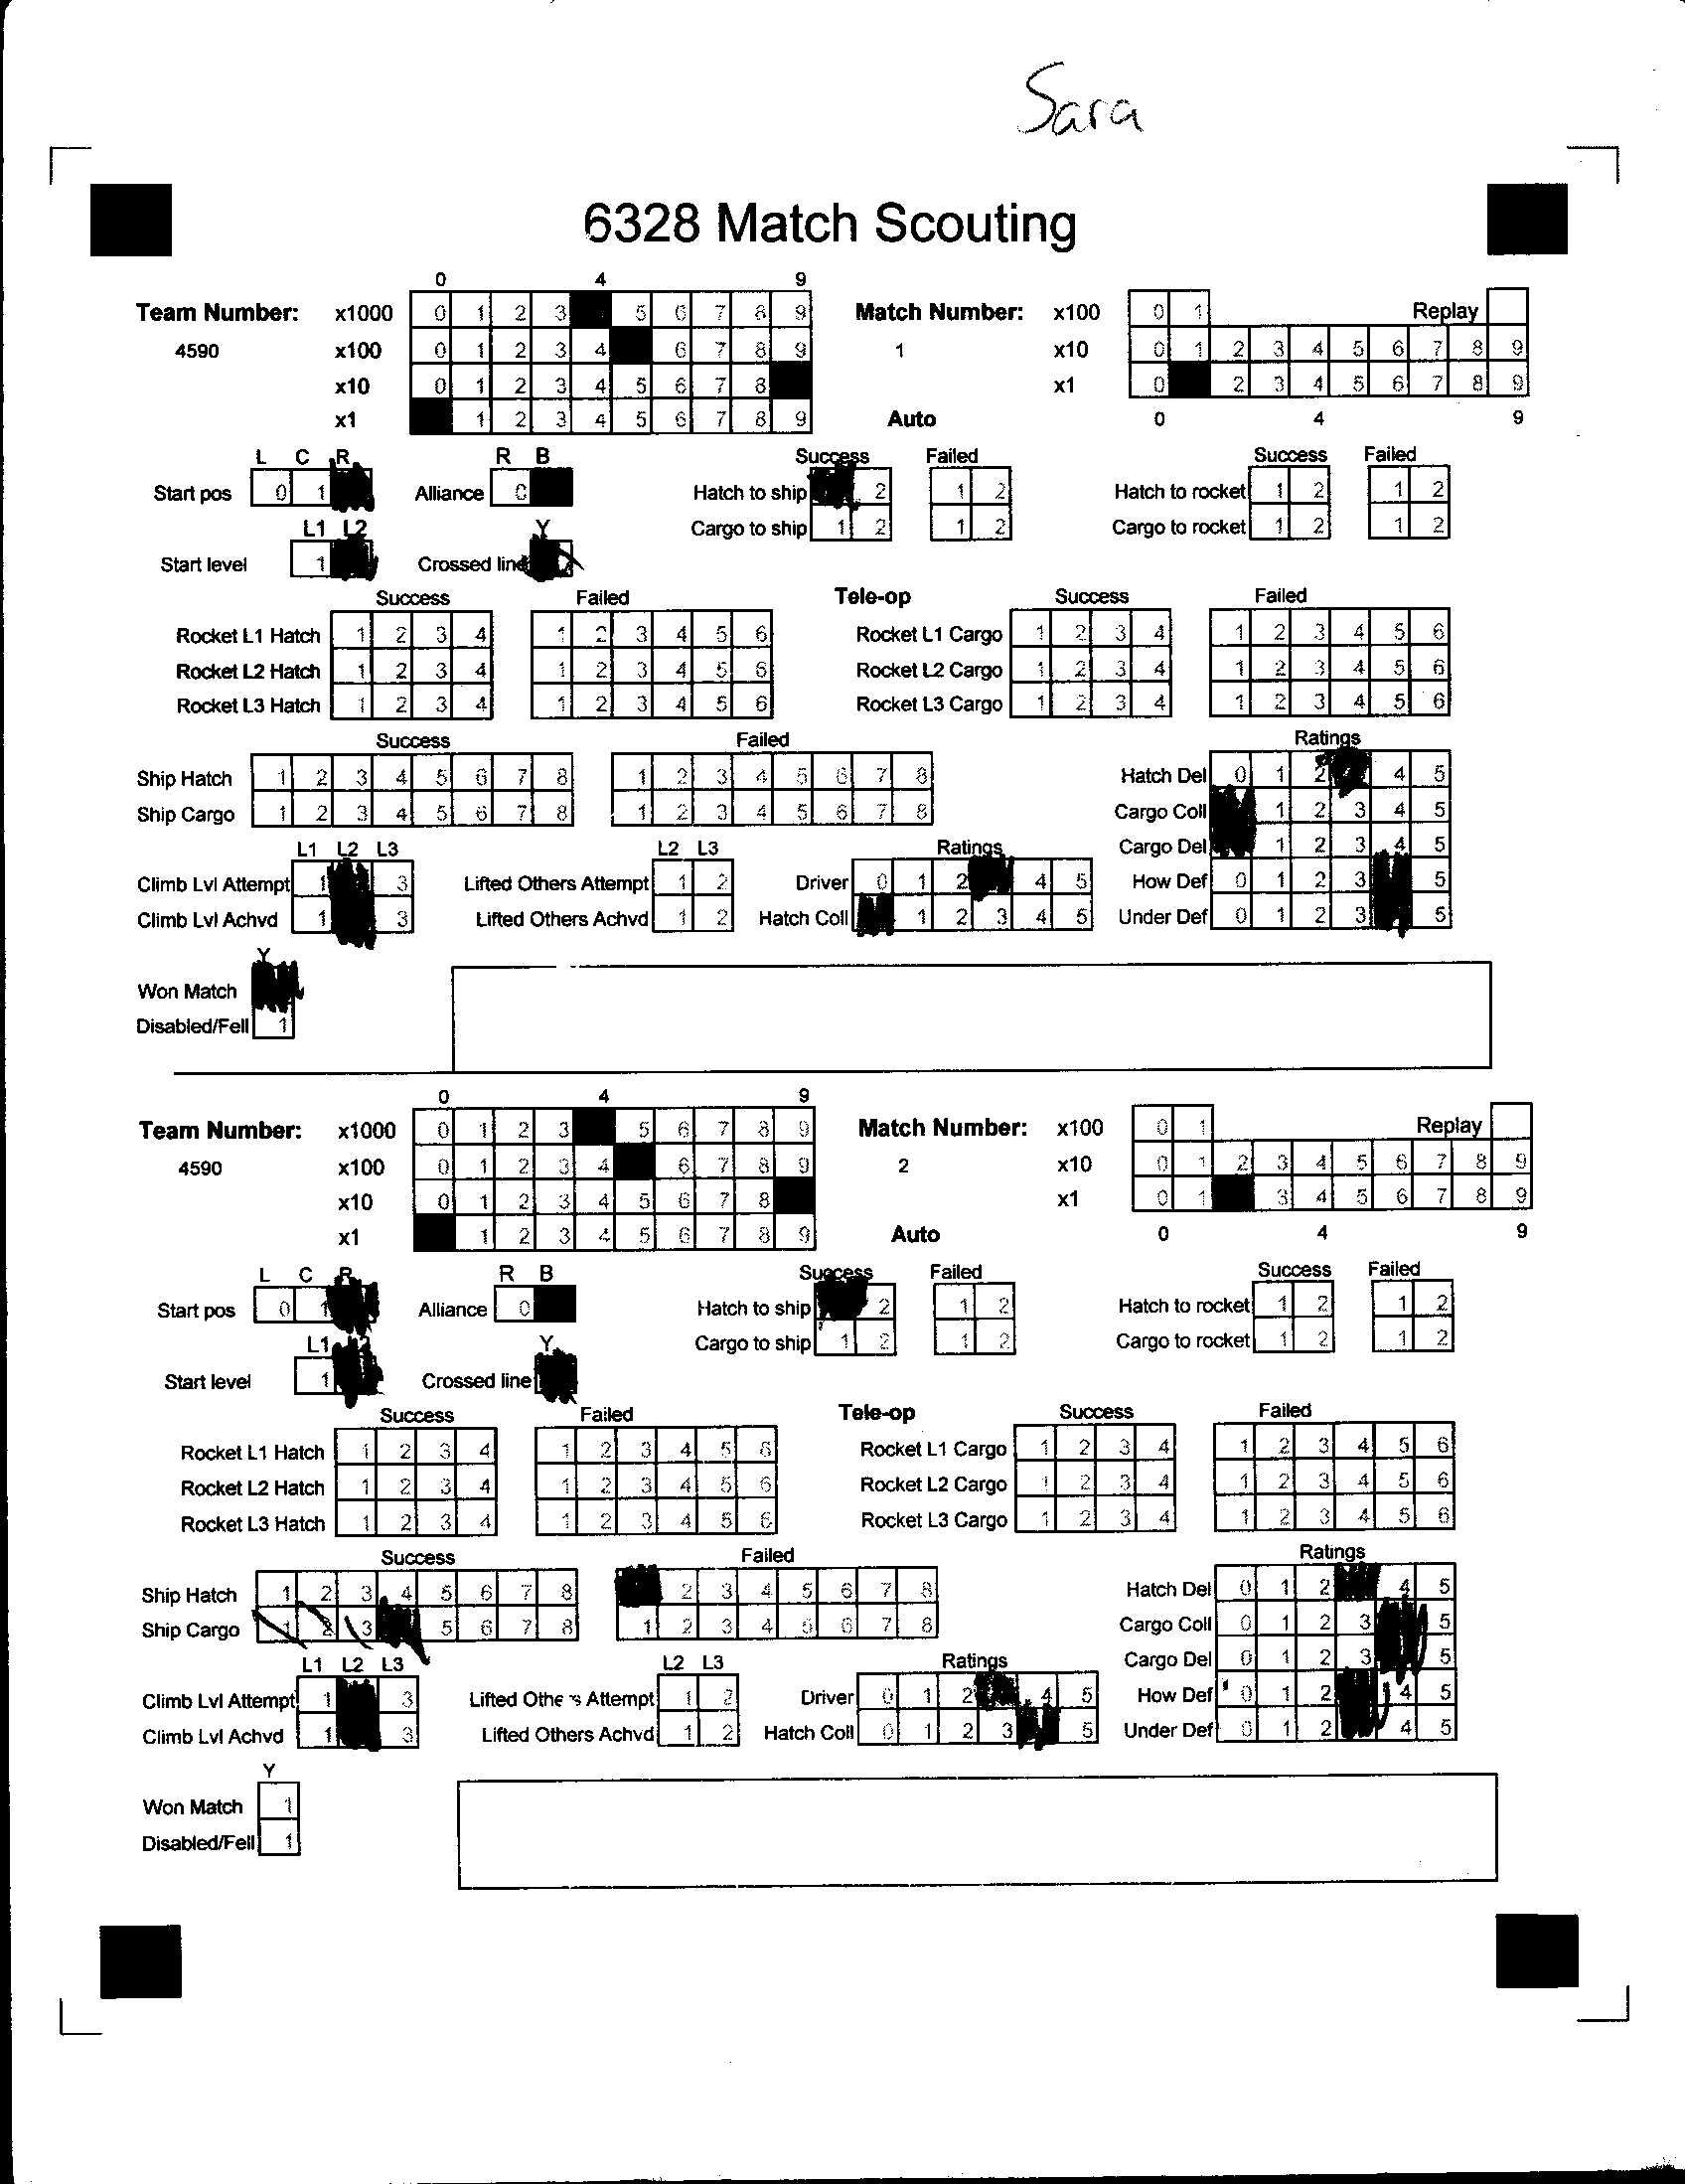 Sara
6328 Match Scouting
0 4 9
Team Number: x1000 0 1 2 3 5 6 7 8 9 Match Number: x100 0 1 Replay
4590 x100 0 1 2 3 4 6 7 8 9 1 x10 0 1 2 3 4 5 6 7 8 9
x10 0 1 2 3 4 5 6 7 8 x1 0 2 3 4 5 6 7 8 9
x1 1 2 3 4 5 6 7 8 9 Auto 0 4 9
L C R R B Success Failed Success Failed
Start pos 0 1 Alliance 0 Hatch to ship 2 1 2 Hatch to rocket 1 2 1 2
L1 L2 Y Cargo to ship 1 2 1 2 Cargo to rocket 1 2 1 2
Start level 1 Crossed line
Success Failed Tele-op Success Failed
Rocket L1 Hatch 1 2 3 4 1 2 3 4 5 6 Rocket L1 Cargo 1 2 3 4 1 2 3 4 5 6
Rocket L2 Hatch 1 2 3 4 1 2 3 4 5 6 Rocket L2 Cargo 1 2 3 4 1 2 3 4 5 6
Rocket L3 Hatch 1 2 3 4 1 2 3 4 5 6 Rocket L3 Cargo 1 2 3 4 1 2 3 4 5 6
Success Failed Ratings
Ship Hatch 1 2 3 4 5 6 7 8 1 2 3 4 5 6 7 8 Hatch Del 0 1 2 4 5
Ship Cargo 1 2 3 4 5 6 7 8 1 2 3 4 5 6 7 8 Cargo Coll 1 2 3 4 5
L1 L2 L3 L2 L3 Ratings Cargo Del 1 2 3 4 5
Climb Lvl Attempt 1 3 Lifted Others Attempt 1 2 Driver 0 1 2 4 5 How Def 0 1 2 3 5
Climb Lvl Achvd 1 3 Lifted Others Achvd 1 2 Hatch Coll 1 2 3 4 5 Under Def 0 1 2 3 5
Y
Won Match
Disabled/Fell 1
0 4 9
Team Number: x1000 0 1 2 3 5 6 7 8 9 Match Number: x100 0 1 Replay
4590 x100 0 1 2 3 4 6 7 8 9 2 x10 0 1 2 3 4 5 6 7 8 9
x10 0 1 2 3 4 5 6 7 8 x1 0 1 3 4 5 6 7 8 9
x1 1 2 3 4 5 6 7 8 9 Auto 0 4 9
L C R R B Success Failed Success Failed
Start pos 0 1 Alliance 0 Hatch to ship 2 1 2 Hatch to rocket 1 2 1 2
L1 Y Cargo to ship 1 2 1 2 Cargo to rocket 1 2 1 2
Start level 1 Crossed line
Success Failed Tele-op Success Failed
Rocket L1 Hatch 1 2 3 4 1 2 3 4 5 6 Rocket L1 Cargo 1 2 3 4 1 2 3 4 5 6
Rocket L2 Hatch 1 2 3 4 1 2 3 4 5 6 Rocket L2 Cargo 1 2 3 4 1 2 3 4 5 6
Rocket L3 Hatch 1 2 3 4 1 2 3 4 5 6 Rocket L3 Cargo 1 2 3 4 1 2 3 4 5 6
Success Failed Ratings
Ship Hatch 1 2 3 4 5 6 7 8 2 3 4 5 6 7 8 Hatch Del 0 1 2 4 5
Ship Cargo 1 2 3 5 6 7 8 1 2 3 4 5 6 7 8 Cargo Coll 0 1 2 3 5
L1 L2 L3 L2 L3 Ratings Cargo Del 0 1 2 3 5
Climb Lvl Attempt 1 3 Lifted Others Attempt 1 2 Driver 0 1 2 4 5 How Def 0 1 2 4 5
Climb Lvl Achvd 1 3 Lifted Others Achvd 1 2 Hatch Coll 0 1 2 3 5 Under Def 0 1 2 4 5
Y
Won Match 1
Disabled/Fell 1